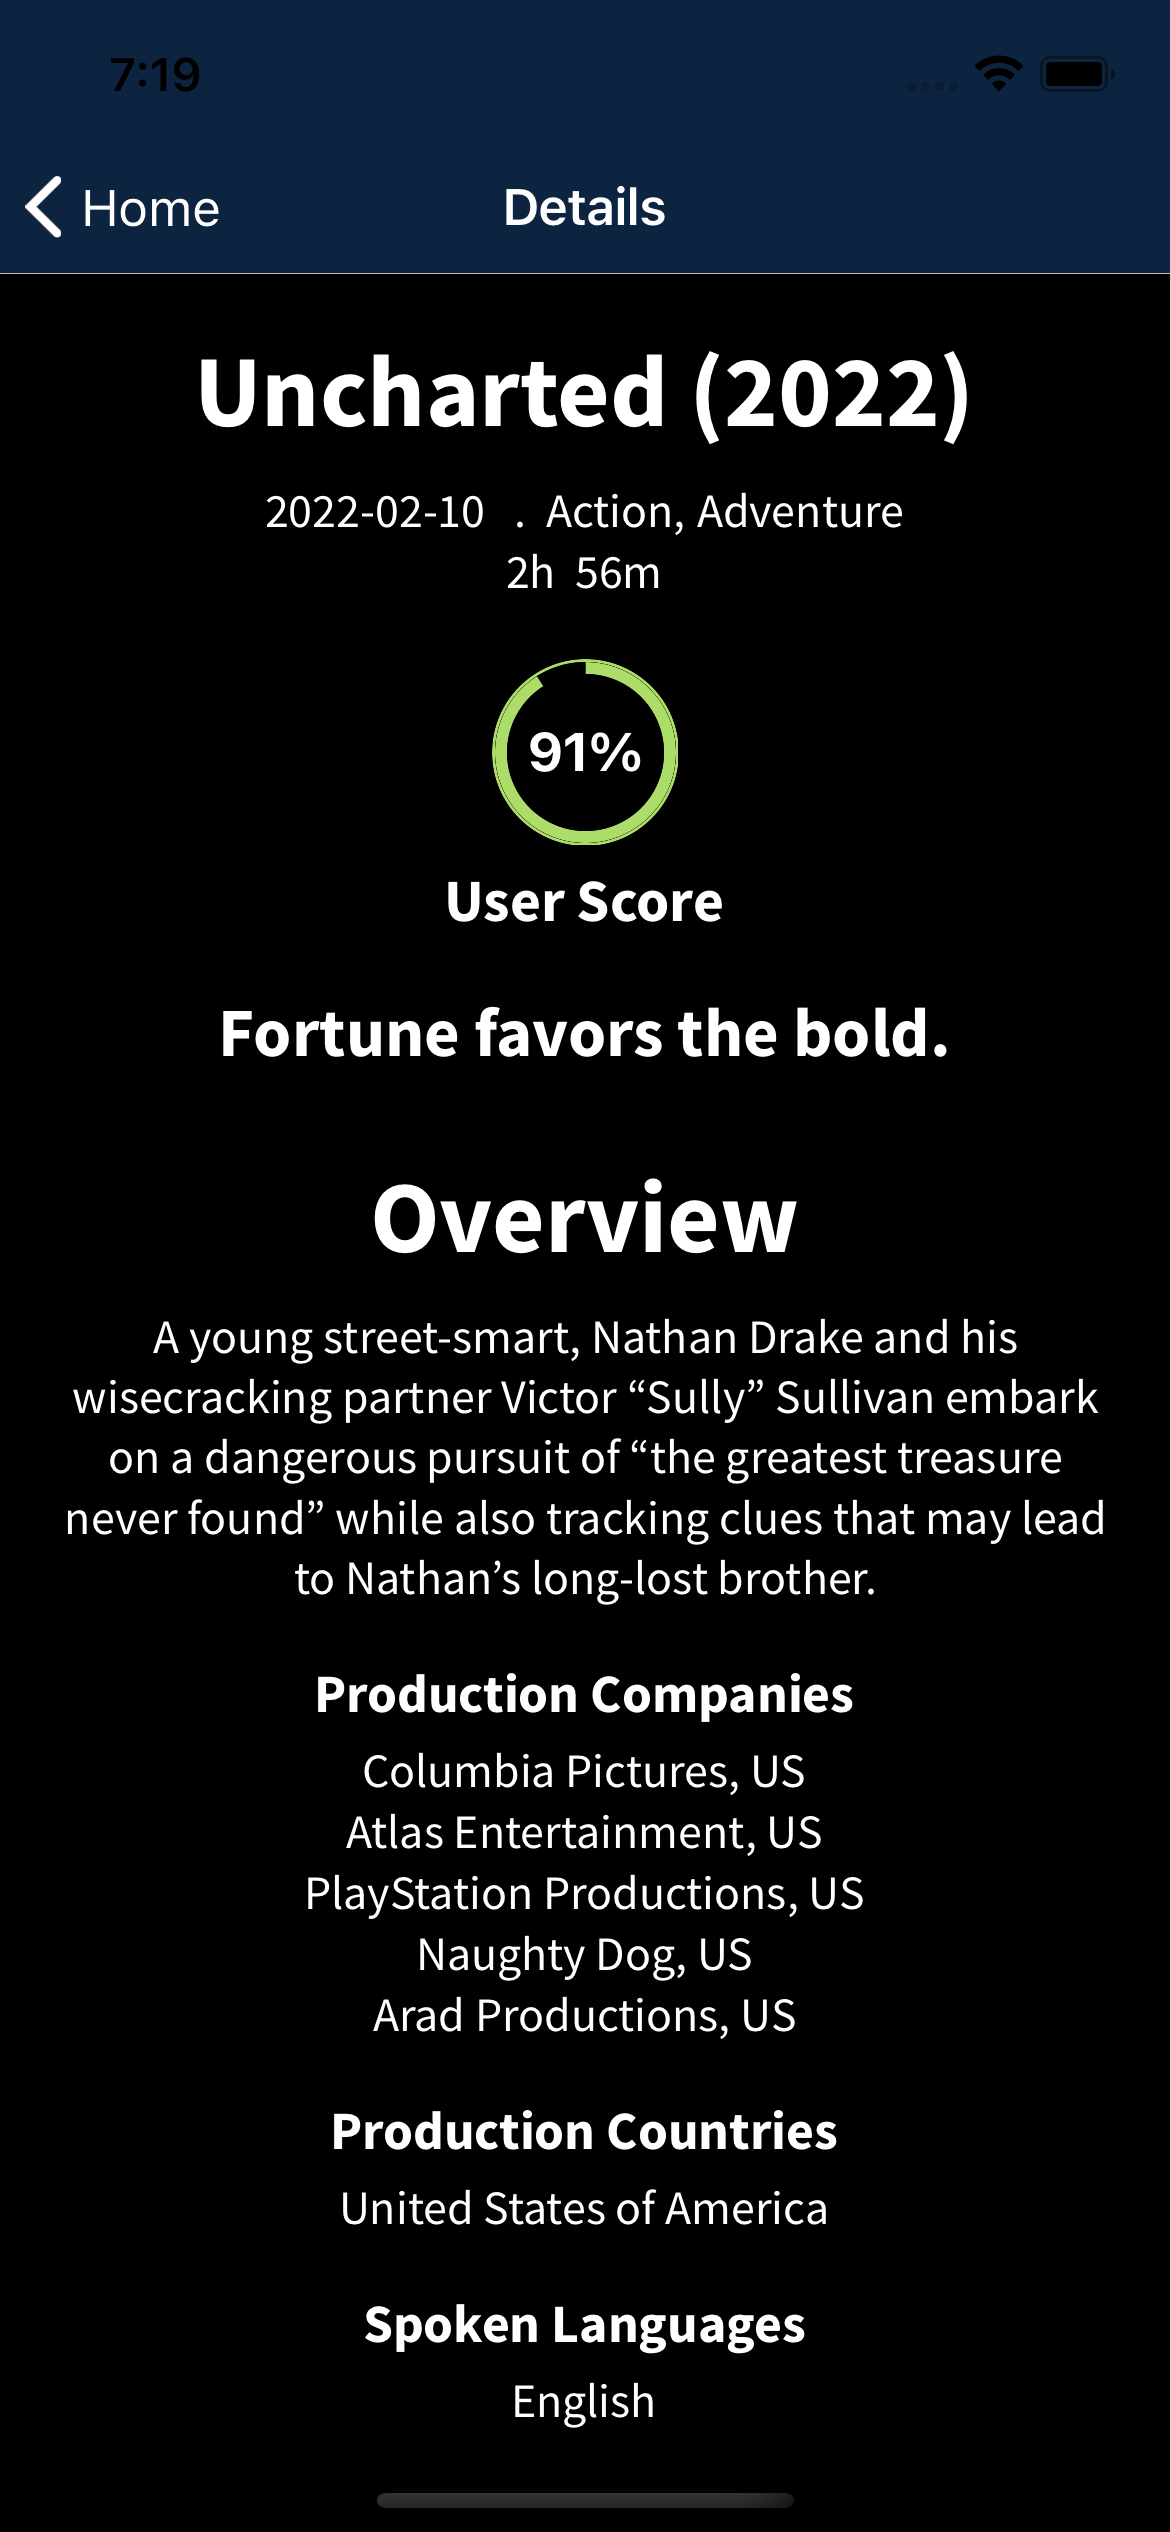 7:19
Home
Details
Uncharted (2022)
2022-02-10 . Action, Adventure
2h 56m
91%
User Score
Fortune favors the bold.
Overview
A young street-smart, Nathan Drake and his
wisecracking partner Victor “Sully” Sullivan embark
on a dangerous pursuit of “the greatest treasure
never found” while also tracking clues that may lead
to Nathan’s long-lost brother.
Production Companies
Columbia Pictures, US
Atlas Entertainment, US
PlayStation Productions, US
Naughty Dog, US
Arad Productions, US
Production Countries
United States of America
Spoken Languages
English